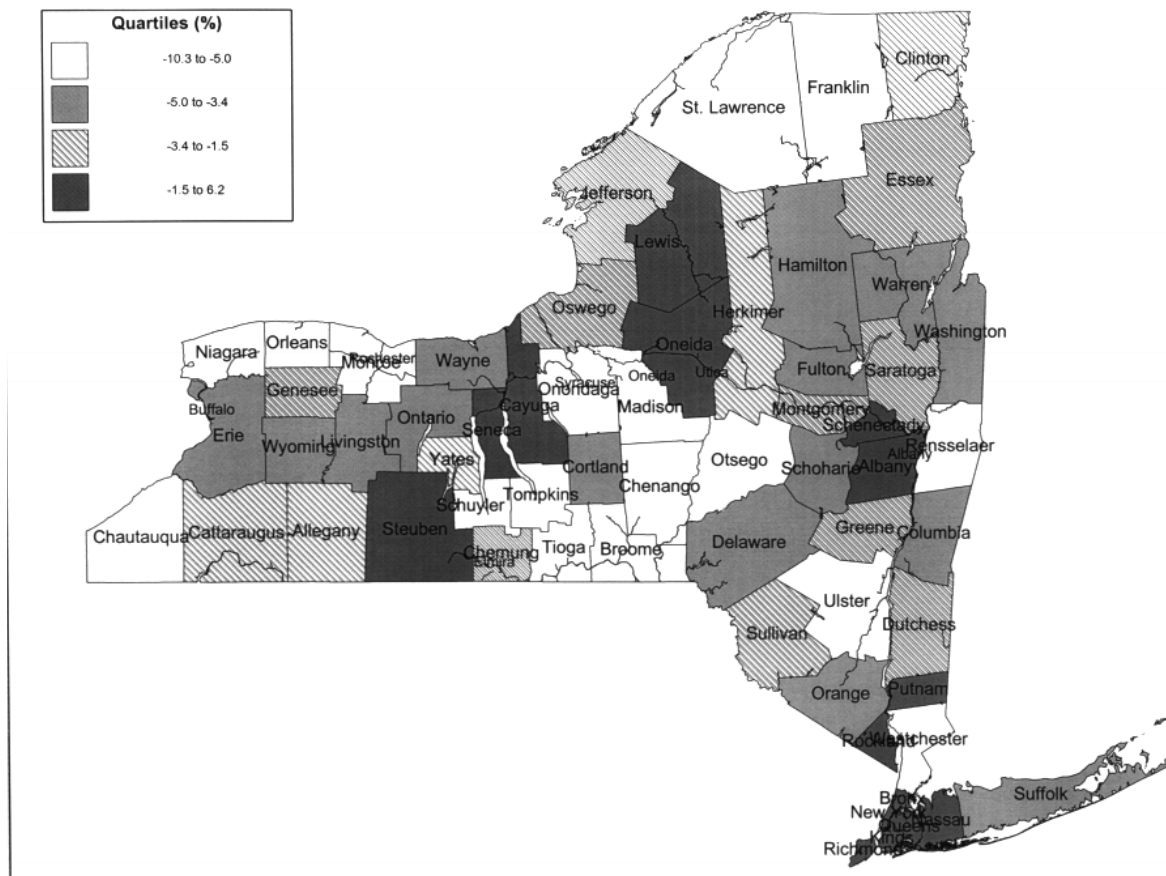 Quartiles (%)
-10.3 to -5.0
-5.0 to -3.4
-3.4 to -1.5
-1.5 to 6.2
Clinton
Franklin
St. Lawrence
Essex
Jefferson
Lewis
Hamilton
Warren
Oswego
Herkimer
Washington
Orleans
Niagara
Rochester
Monroe
Wayne
Oneida
Fulton
Saratoga
Utica
Oneida
Syracuse
Onondaga
Genesee
Madison
Montgomery
Buffalo
Cayuga
Schenectady
Ontario
Seneca
Erie
Wyoming
Livingston
Rensselaer
Albany
Yates
Otsego
Cortland
Schoharie
Albany
Chenango
Tompkins
Schuyler
Steuben
Greene
Columbia
Chautauqua
Cattaraugus
Allegany
Delaware
Tioga
Broome
Chemung
Elmira
Ulster
Dutchess
Sullivan
Orange
Putnam
Rockland
Westchester
Suffolk
Bronx
New York
Nassau
Queens
Kings
Richmond